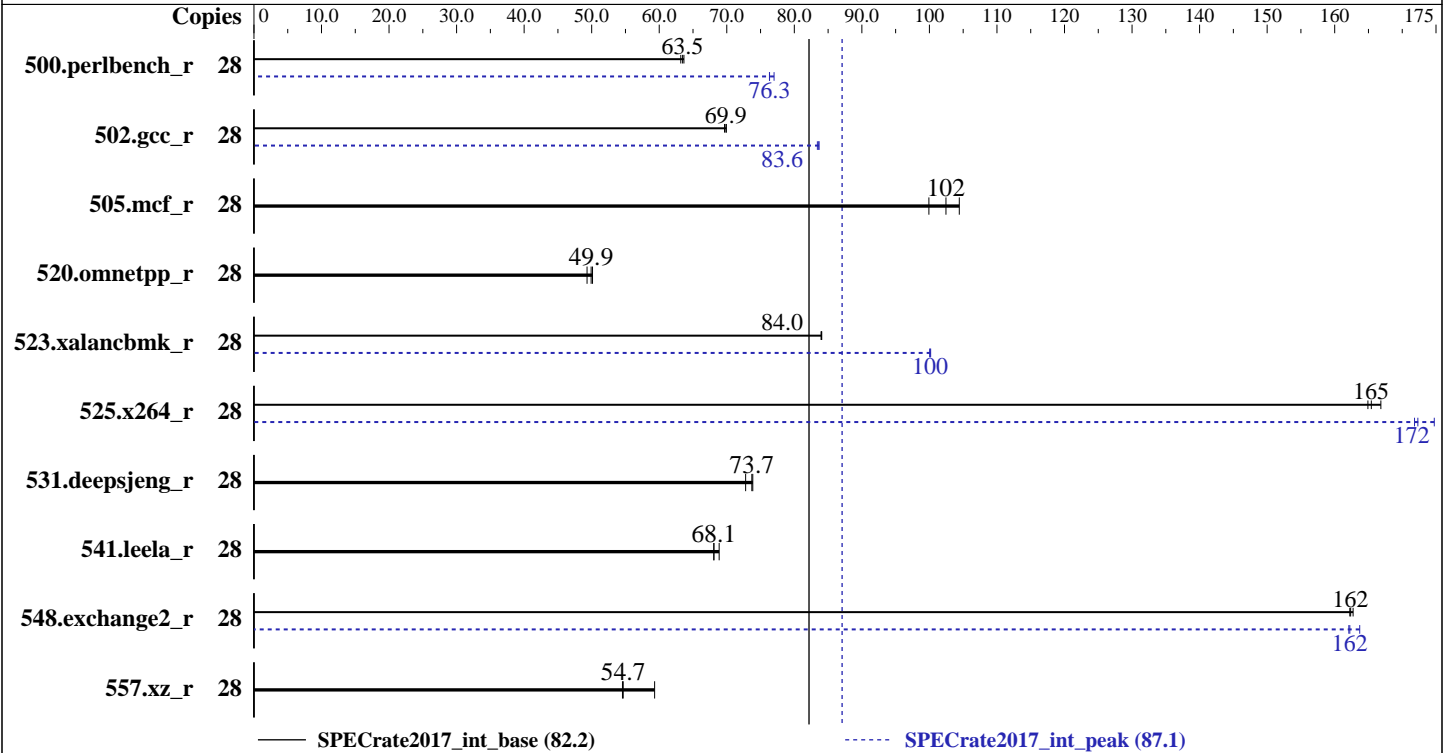 Copies 0 10.0 20.0 30.0 40.0 50.0 60.0 70.0 80.0 90.0 100 110 120 130 140 150 160 175
63.5
500.perlbench_r 28
76.3
69.9
502.gcc_r 28
83.6
102
505.mcf_r 28
49.9
520.omnetpp_r 28
84.0
523.xalancbmk_r 28
100
165
525.x264_r 28
172
73.7
531.deepsjeng_r 28
68.1
541.leela_r 28
162
548.exchange2_r 28
162
54.7
557.xz_r 28
SPECrate2017_int_base (82.2) SPECrate2017_int_peak (87.1)